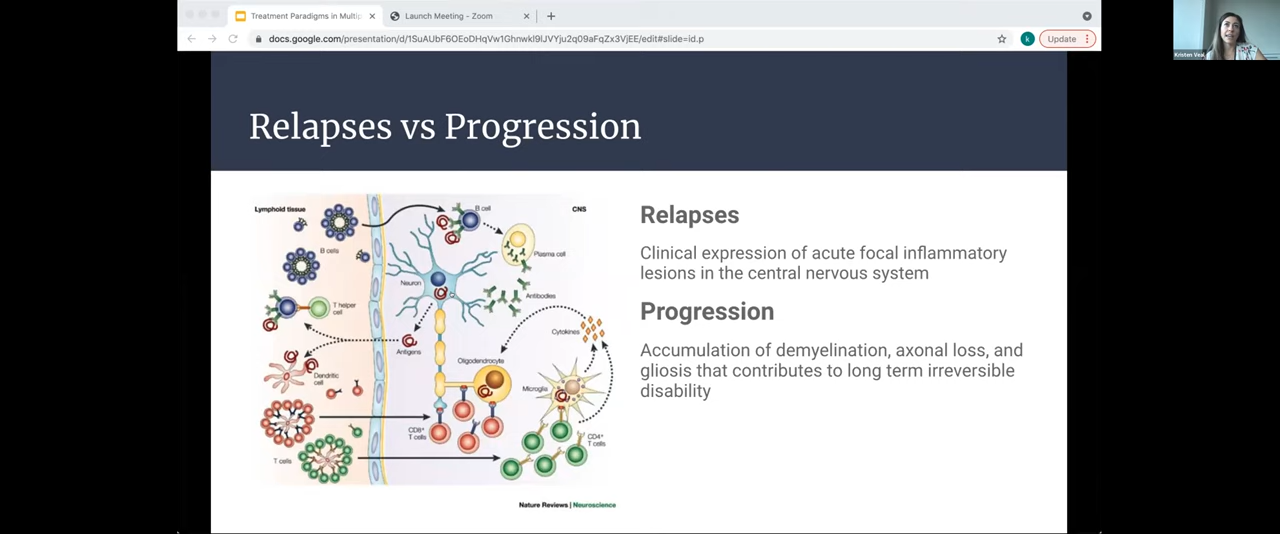 Treatment Paradigms in Multip
Launch Meeting - Zoom
docs.google.com/presentation/d/1SuAUbF6OEoDHqVw1Ghnwkl9lJVYju2q09aFqZx3VjEE/edit#slide=id.p
k
Update
Kristen Veal
Relapses vs Progression
Lymphoid tissue
CNS
B cell
B cells
Plasma cell
Neuron
Antibodies
T helper
cell
Cytokines
Antigens
Oligodendrocyte
Dendritic
cell
Microglia
CD8+
T cells
CD4+
T cells
T cells
Nature Reviews | Neuroscience
Relapses
Clinical expression of acute focal inflammatory
lesions in the central nervous system
Progression
Accumulation of demyelination, axonal loss, and
gliosis that contributes to long term irreversible
disability